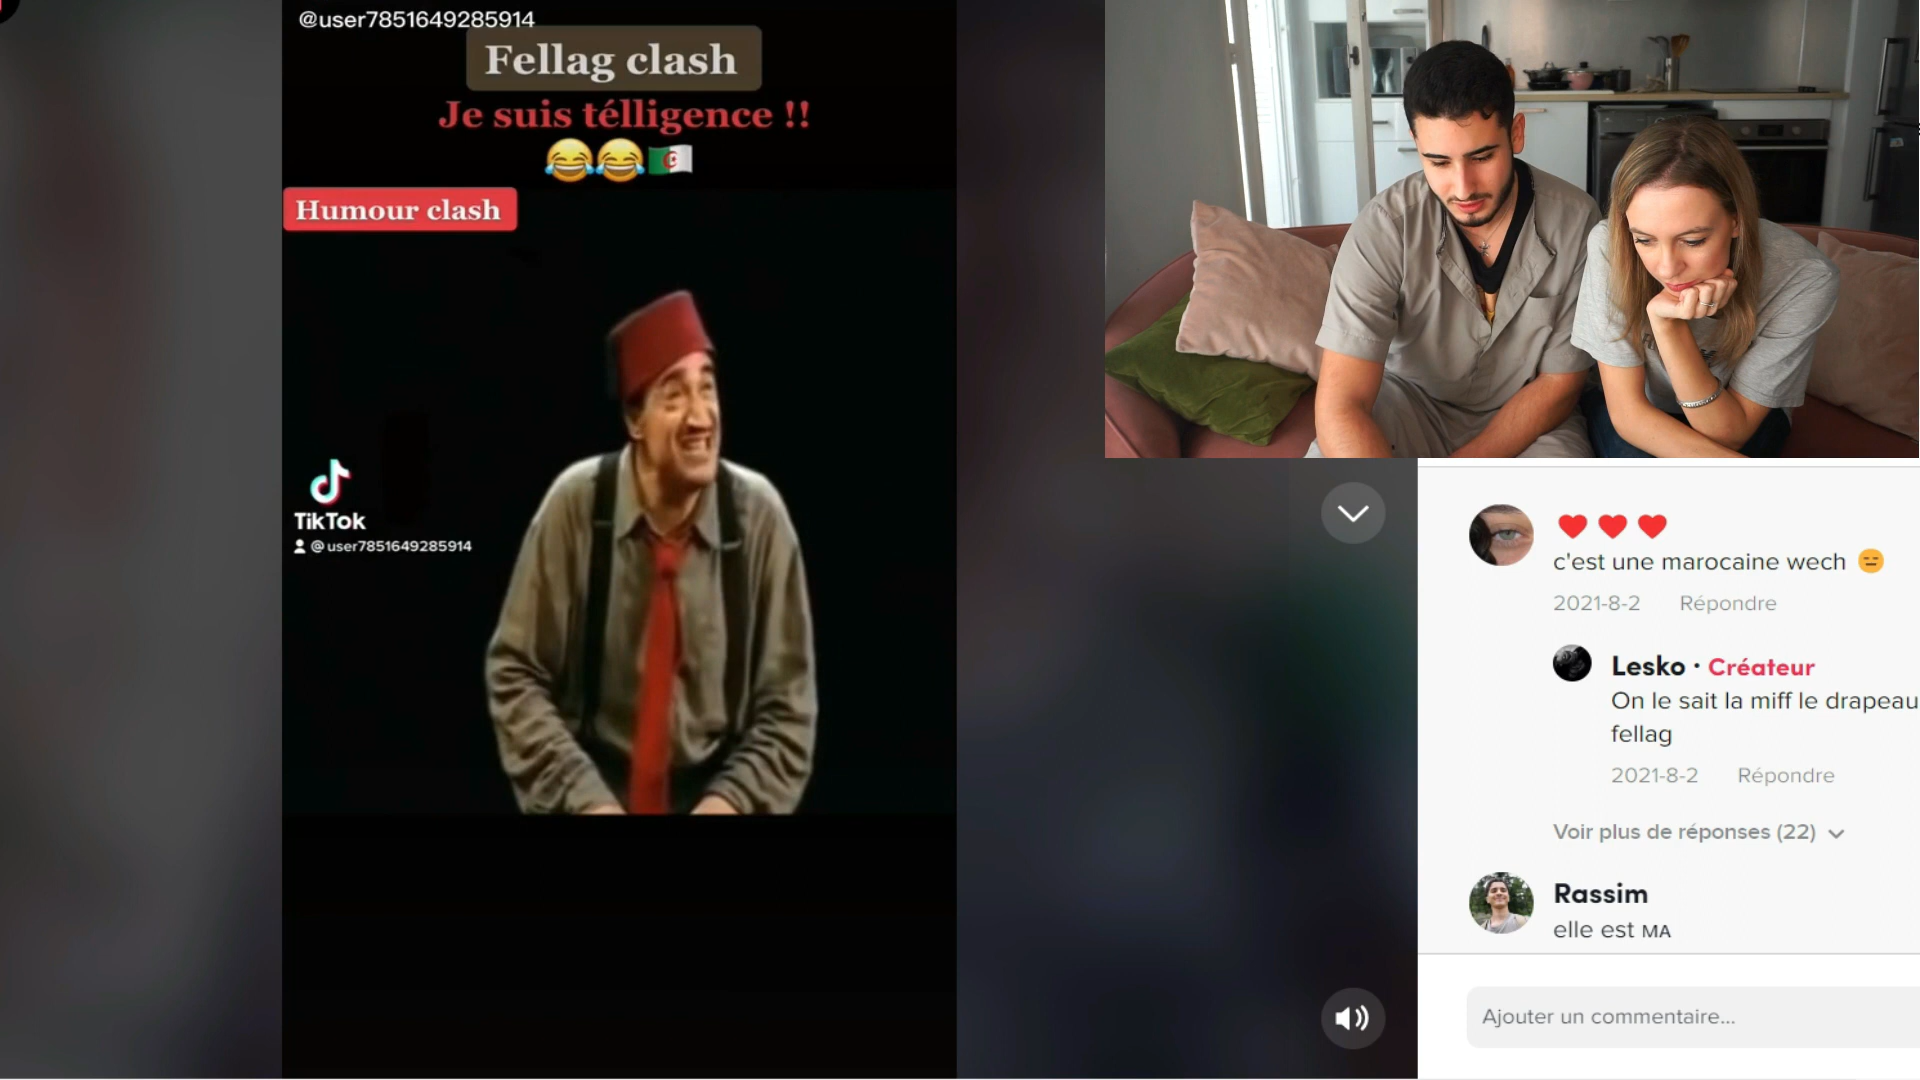 @user7851649285914
Fellag clash
Je suis télligence !!
Humour clash
TikTok
@user7851649285914
c'est une marocaine wech
2021-8-2 Répondre
Lesko · Créateur
On le sait la miff le drapeau
fellag
2021-8-2 Répondre
Voir plus de réponses (22)
Rassim
elle est MA
Ajouter un commentaire...